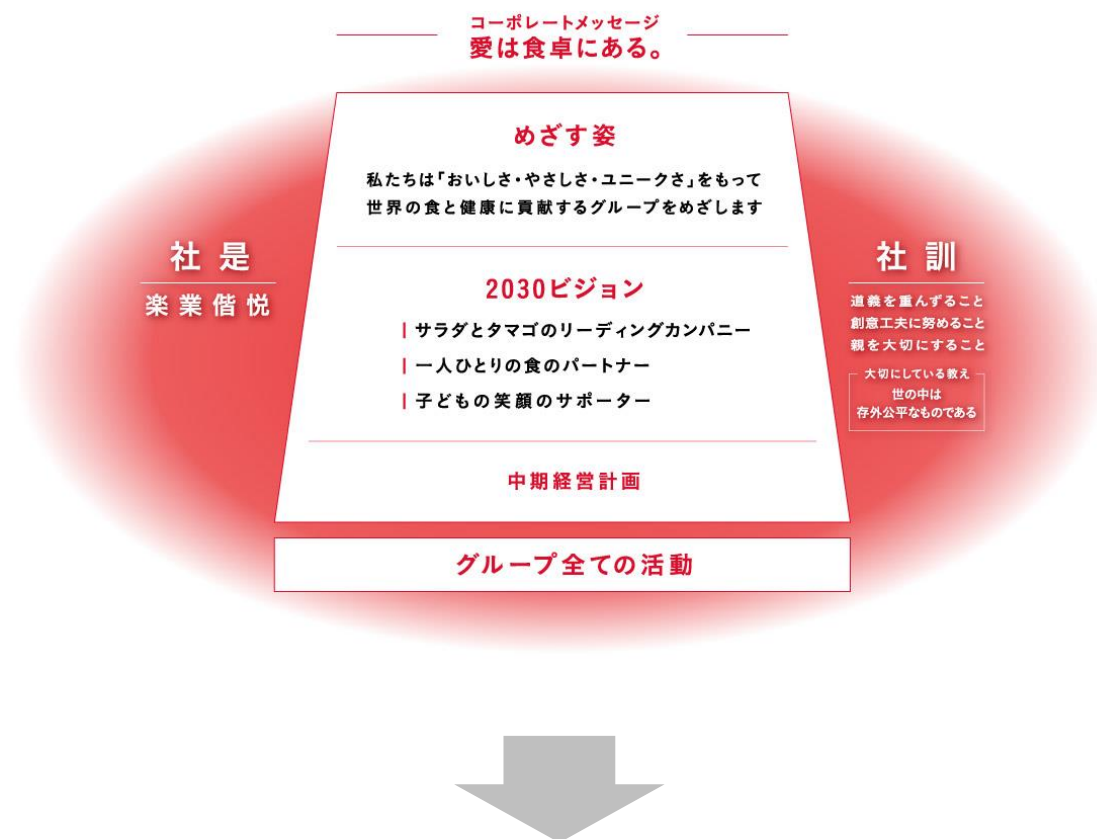 コーポレートメッセージ
愛は食卓にある。
めざす姿
私たちは「おいしさ・やさしさ・ユニークさ」をもって
世界の食と健康に貢献するグループをめざします
社是
楽業偕悦
2030ビジョン
| サラダとタマゴのリーディングカンパニー
| 一人ひとりの食のパートナー
| 子どもの笑顔のサポーター
中期経営計画
社訓
道義を重んずること
創意工夫に努めること
親を大切にすること
大切にしている教え
世の中は
存外公平なものである
グループ全ての活動